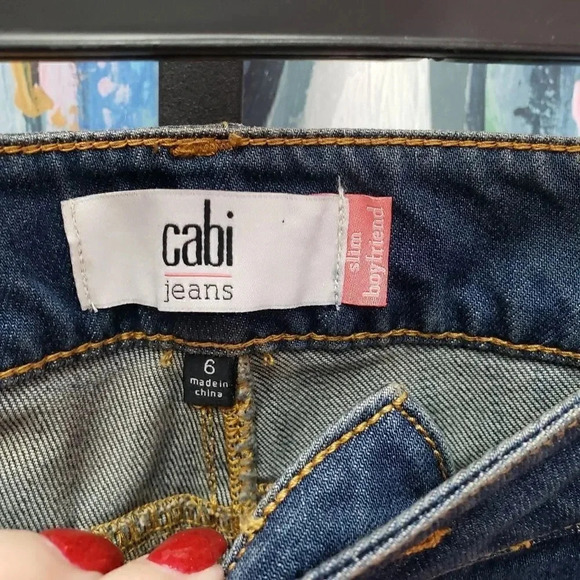 cabi
jeans
slim
boyfriend
6
made in
china